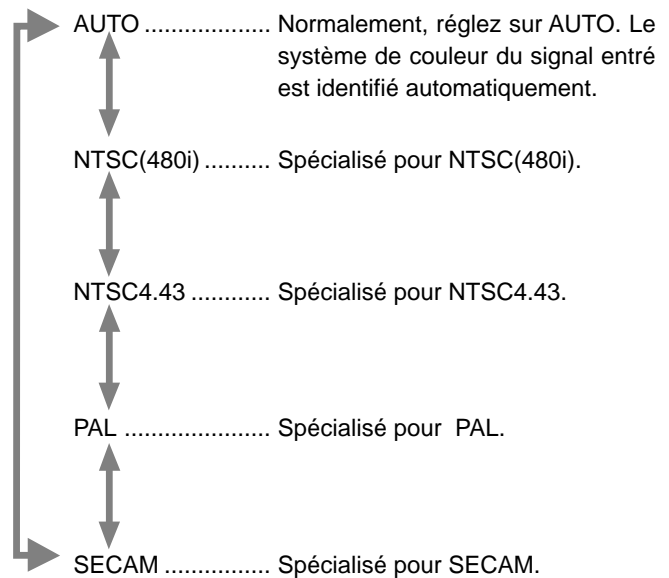 AUTO ................... Normalement, réglez sur AUTO. Le
système de couleur du signal entré
est identifié automatiquement.
NTSC(480i) .......... Spécialisé pour NTSC(480i).
NTSC4.43 ............ Spécialisé pour NTSC4.43.
PAL ..................... Spécialisé pour  PAL.
SECAM ................ Spécialisé pour SECAM.